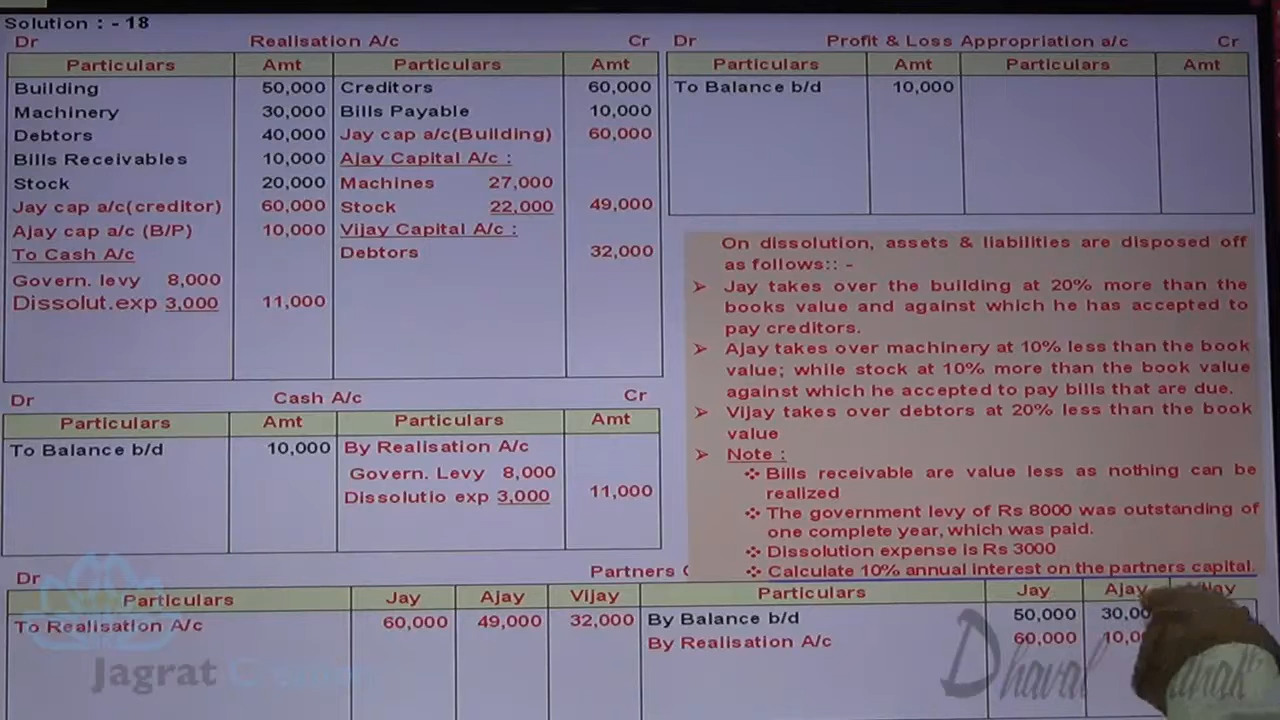 Solution : - 18
Dr Realisation A/c Cr
Particulars Amt Particulars Amt
Building 50,000 Creditors 60,000
Machinery 30,000 Bills Payable 10,000
Debtors 40,000 Jay cap a/c(Building) 60,000
Bills Receivables 10,000 Ajay Capital A/c :
Stock 20,000 Machines 27,000
Jay cap a/c(creditor) 60,000 Stock 22,000 49,000
Ajay cap a/c (B/P) 10,000 Vijay Capital A/c :
To Cash A/c Debtors 32,000
Govern. levy 8,000
Dissolut.exp 3,000 11,000
Dr Profit & Loss Appropriation a/c Cr
Particulars Amt Particulars Amt
To Balance b/d 10,000
On dissolution, assets & liabilities are disposed off
as follows:: -
➢ Jay takes over the building at 20% more than the
books value and against which he has accepted to
pay creditors.
➢ Ajay takes over machinery at 10% less than the book
value; while stock at 10% more than the book value
against which he accepted to pay bills that are due.
➢ Vijay takes over debtors at 20% less than the book
value
➢ Note :
❖ Bills receivable are value less as nothing can be
realized
❖ The government levy of Rs 8000 was outstanding of
one complete year, which was paid.
❖ Dissolution expense is Rs 3000
❖ Calculate 10% annual interest on the partners capital.
Dr Cash A/c Cr
Particulars Amt Particulars Amt
To Balance b/d 10,000 By Realisation A/c
Govern. Levy 8,000
Dissolutio exp 3,000 11,000
Dr Partners
Particulars Jay Ajay Vijay Particulars Jay Ajay
To Realisation A/c 60,000 49,000 32,000 By Balance b/d 50,000 30,00
By Realisation A/c 60,000 10,00
Jagrat
Dhaval